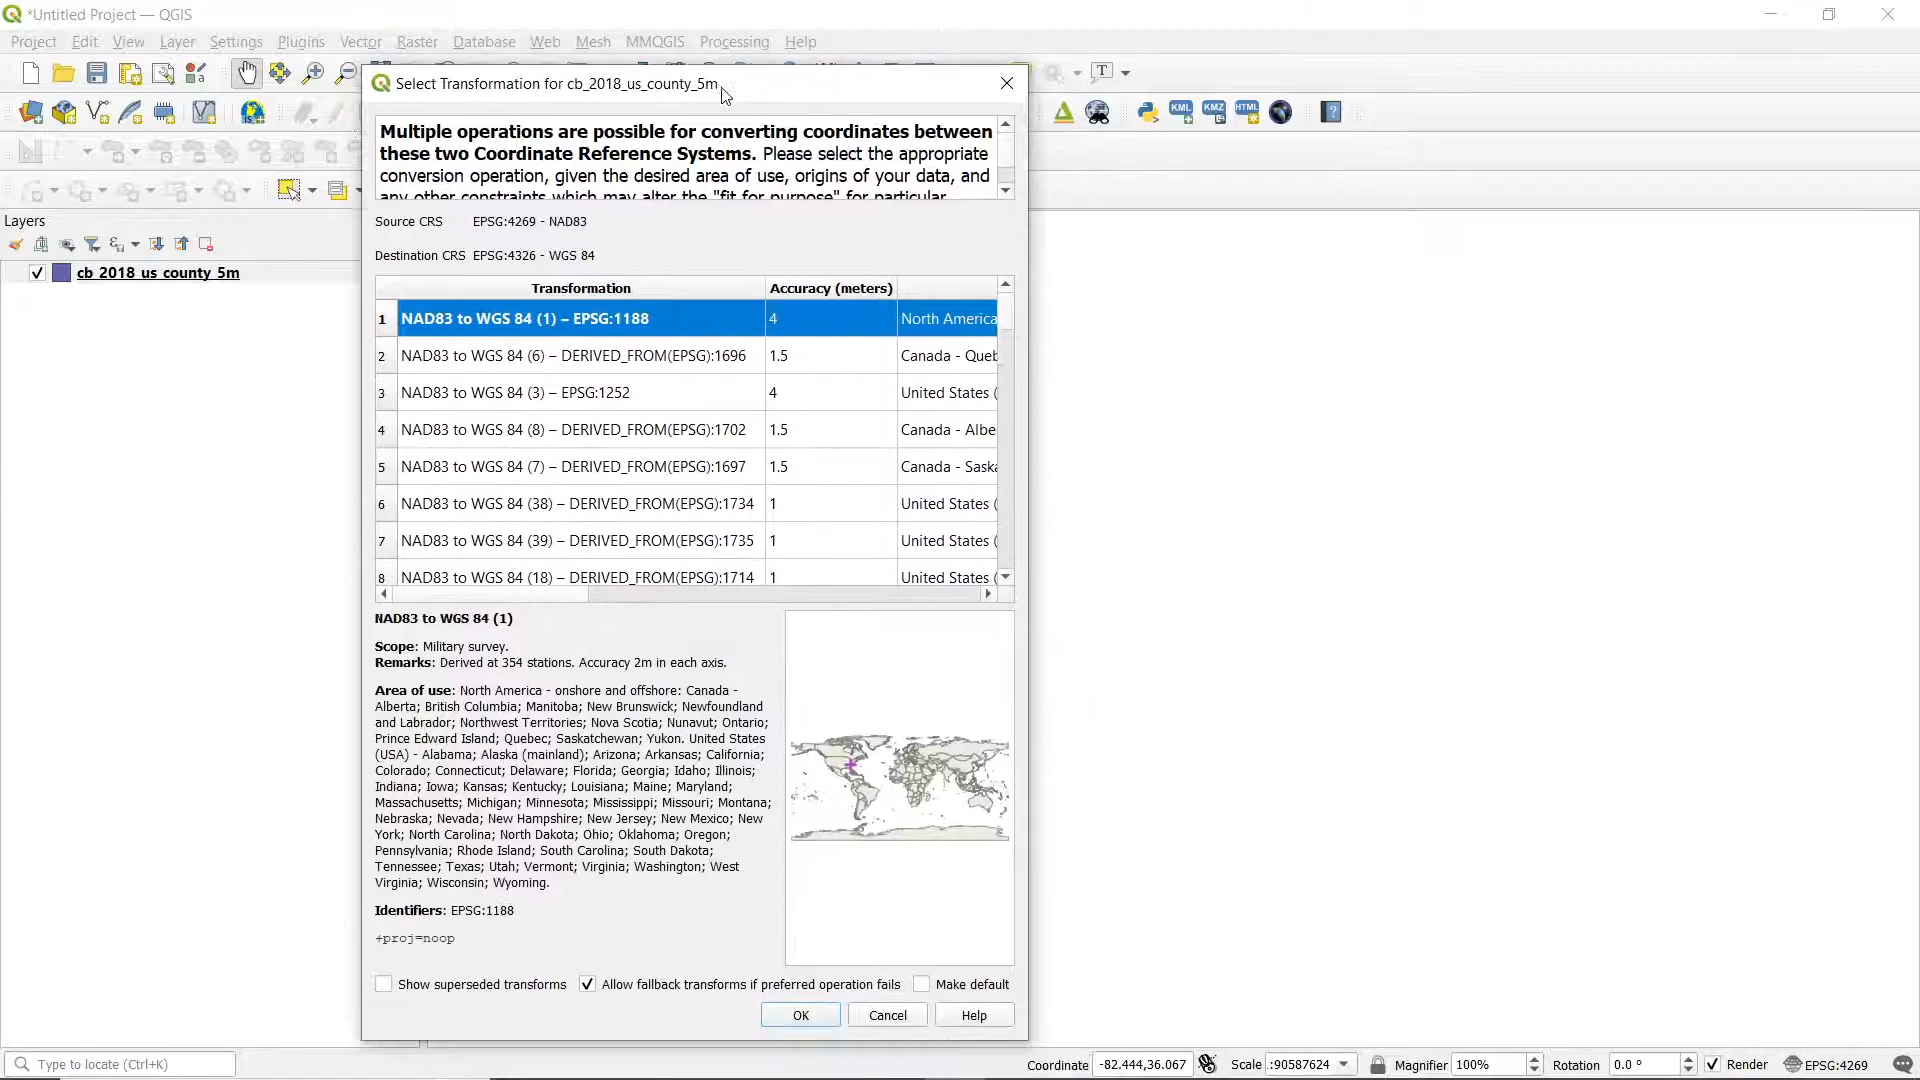 *Untitled Project — QGIS
Project Edit View Layer Settings Plugins Vector Raster Database Web Mesh MMQGIS Processing Help
Select Transformation for cb_2018_us_county_5m
Multiple operations are possible for converting coordinates between
these two Coordinate Reference Systems. Please select the appropriate
conversion operation, given the desired area of use, origins of your data, and
any other constraints which may alter the "fit for purpose" for particular
Source CRS EPSG:4269 - NAD83
Destination CRS EPSG:4326 - WGS 84
Layers
cb_2018_us_county_5m
Transformation Accuracy (meters)
1 NAD83 to WGS 84 (1) – EPSG:1188 4 North America
2 NAD83 to WGS 84 (6) – DERIVED_FROM(EPSG):1696 1.5 Canada - Queb
3 NAD83 to WGS 84 (3) – EPSG:1252 4 United States (
4 NAD83 to WGS 84 (8) – DERIVED_FROM(EPSG):1702 1.5 Canada - Albe
5 NAD83 to WGS 84 (7) – DERIVED_FROM(EPSG):1697 1.5 Canada - Saska
6 NAD83 to WGS 84 (38) – DERIVED_FROM(EPSG):1734 1 United States (
7 NAD83 to WGS 84 (39) – DERIVED_FROM(EPSG):1735 1 United States (
8 NAD83 to WGS 84 (18) – DERIVED_FROM(EPSG):1714 1 United States (
NAD83 to WGS 84 (1)
Scope: Military survey.
Remarks: Derived at 354 stations. Accuracy 2m in each axis.
Area of use: North America - onshore and offshore: Canada -
Alberta; British Columbia; Manitoba; New Brunswick; Newfoundland
and Labrador; Northwest Territories; Nova Scotia; Nunavut; Ontario;
Prince Edward Island; Quebec; Saskatchewan; Yukon. United States
(USA) - Alabama; Alaska (mainland); Arizona; Arkansas; California;
Colorado; Connecticut; Delaware; Florida; Georgia; Idaho; Illinois;
Indiana; Iowa; Kansas; Kentucky; Louisiana; Maine; Maryland;
Massachusetts; Michigan; Minnesota; Mississippi; Missouri; Montana;
Nebraska; Nevada; New Hampshire; New Jersey; New Mexico; New
York; North Carolina; North Dakota; Ohio; Oklahoma; Oregon;
Pennsylvania; Rhode Island; South Carolina; South Dakota;
Tennessee; Texas; Utah; Vermont; Virginia; Washington; West
Virginia; Wisconsin; Wyoming.
Identifiers: EPSG:1188
+proj=noop
Show superseded transforms Allow fallback transforms if preferred operation fails Make default
OK Cancel Help
Type to locate (Ctrl+K) Coordinate -82.444,36.067 Scale :90587624 Magnifier 100% Rotation 0.0 ° Render EPSG:4269